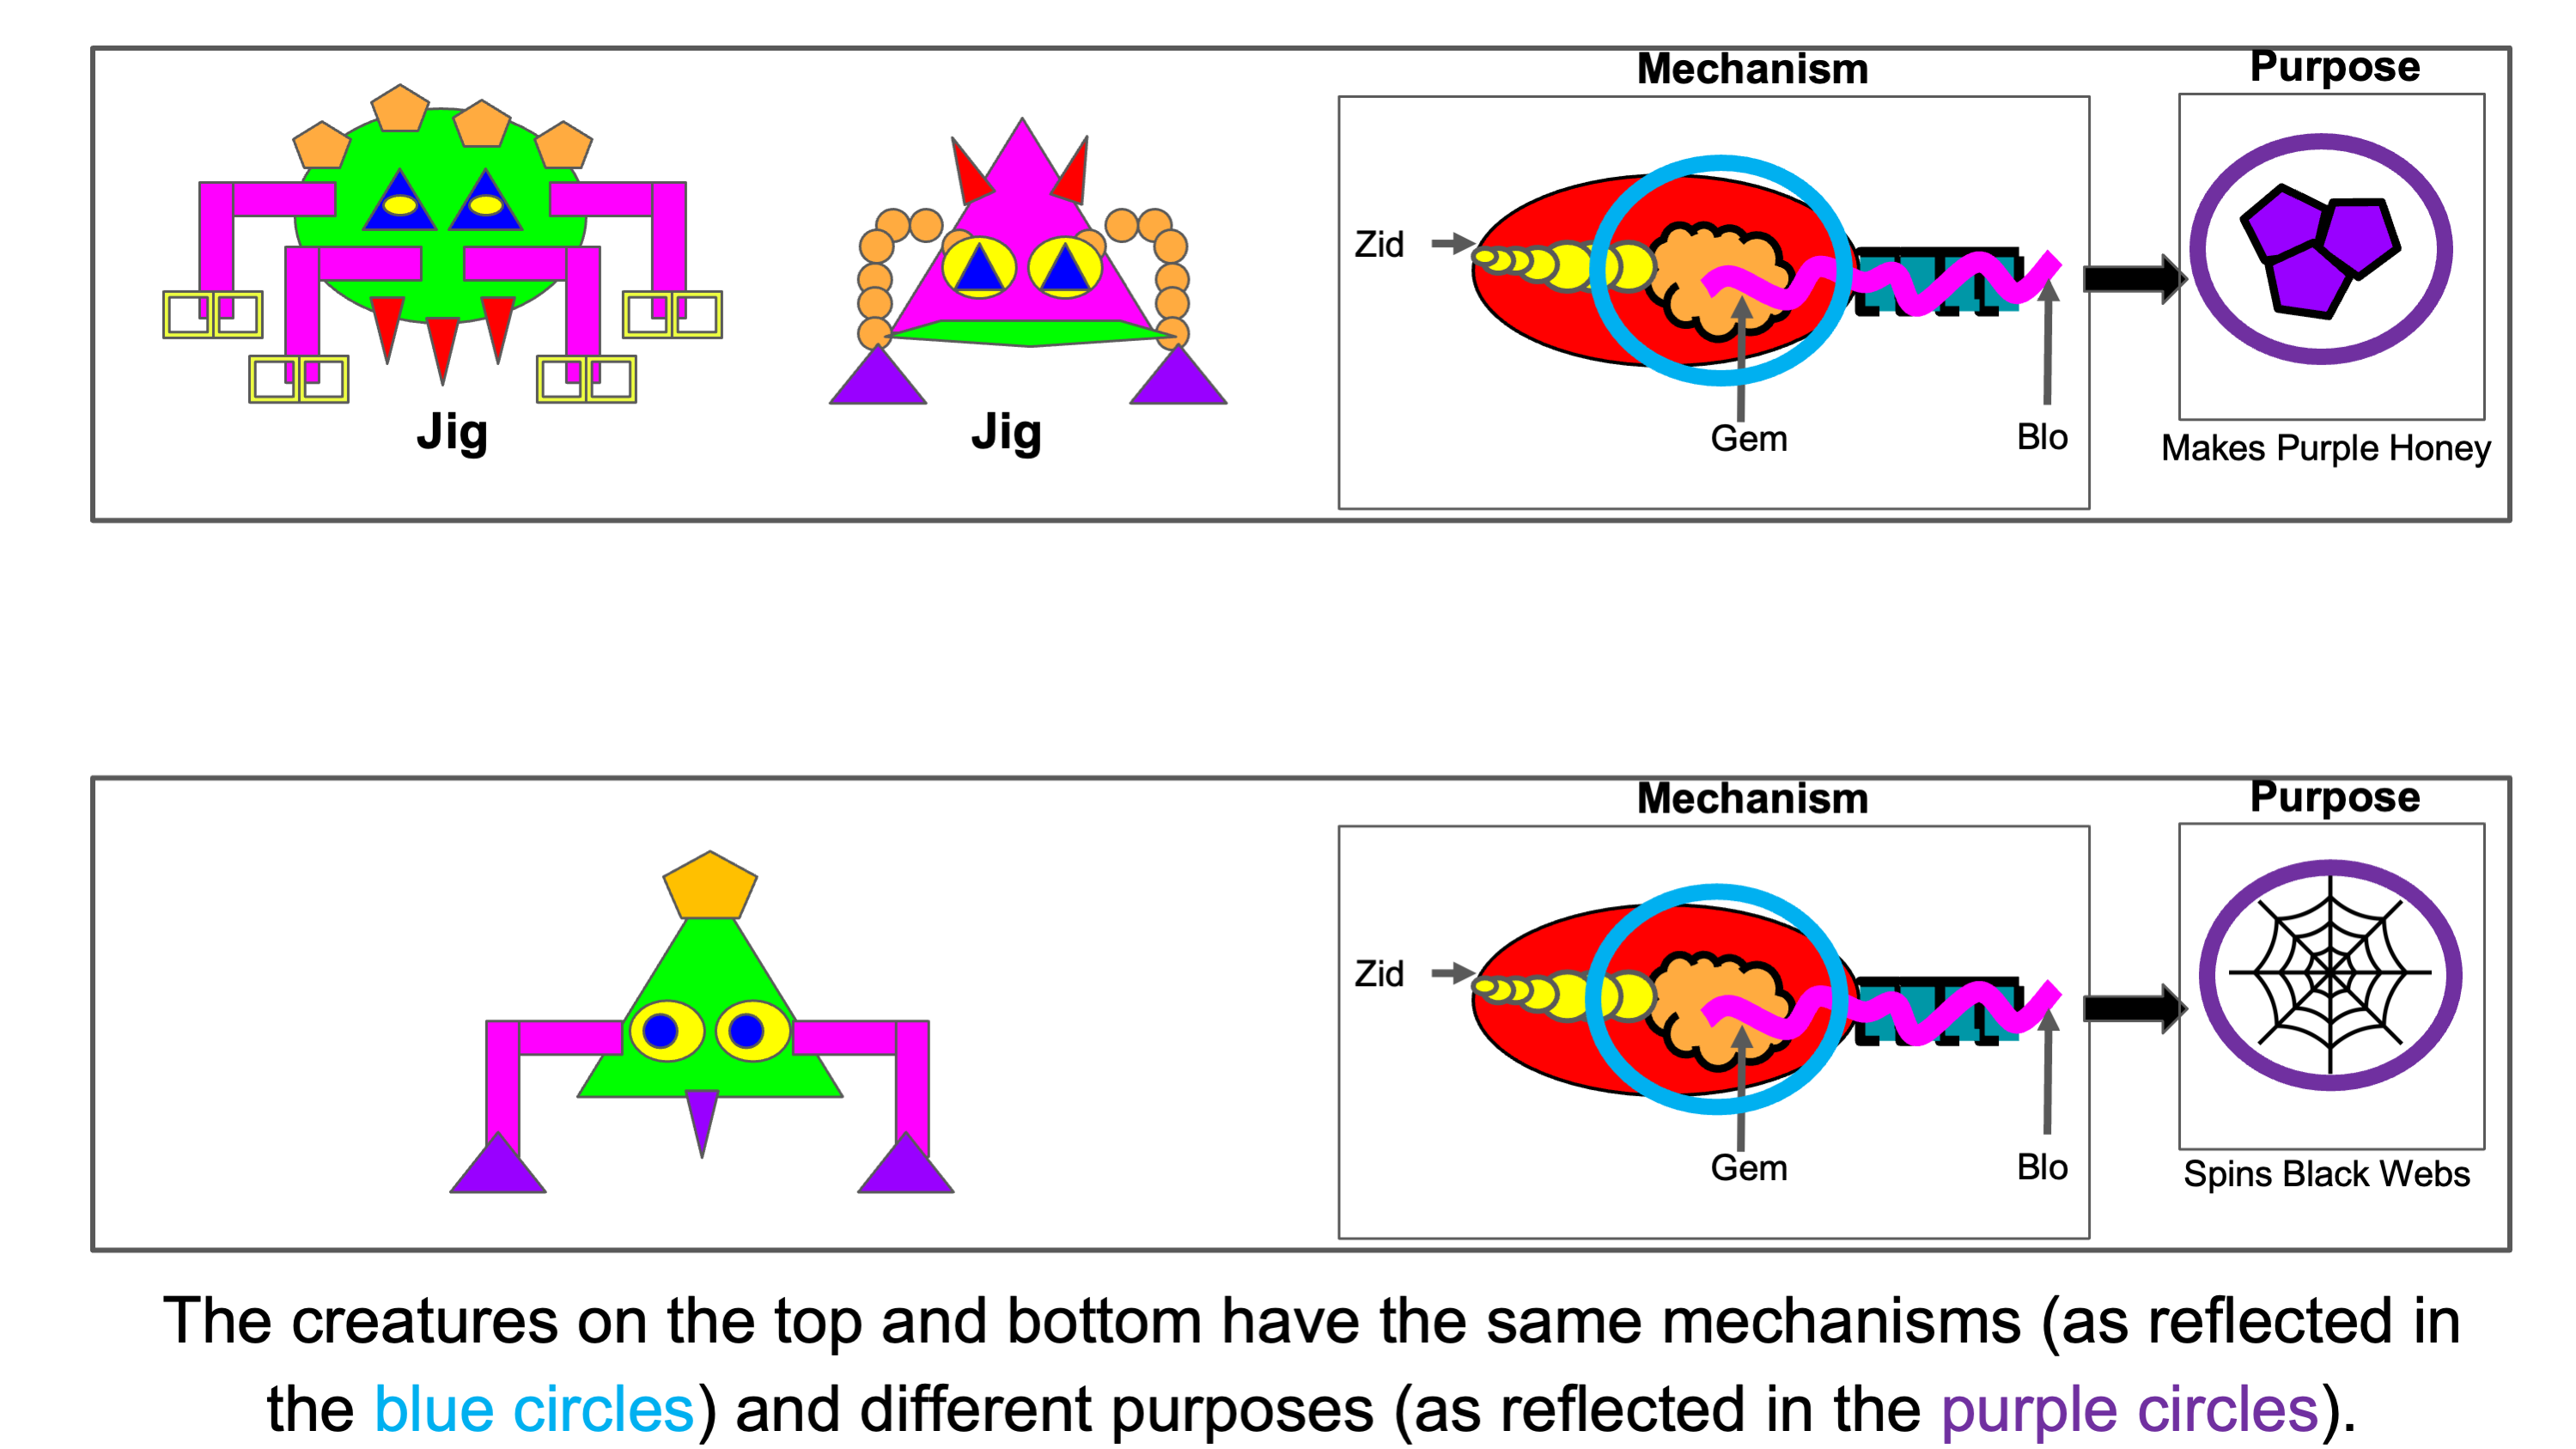 Mechanism
Purpose
Zid
Gem
Blo
Jig
Jig
Makes Purple Honey
Mechanism
Purpose
Zid
Gem
Blo
Spins Black Webs
The creatures on the top and bottom have the same mechanisms (as reflected in
the blue circles) and different purposes (as reflected in the purple circles).